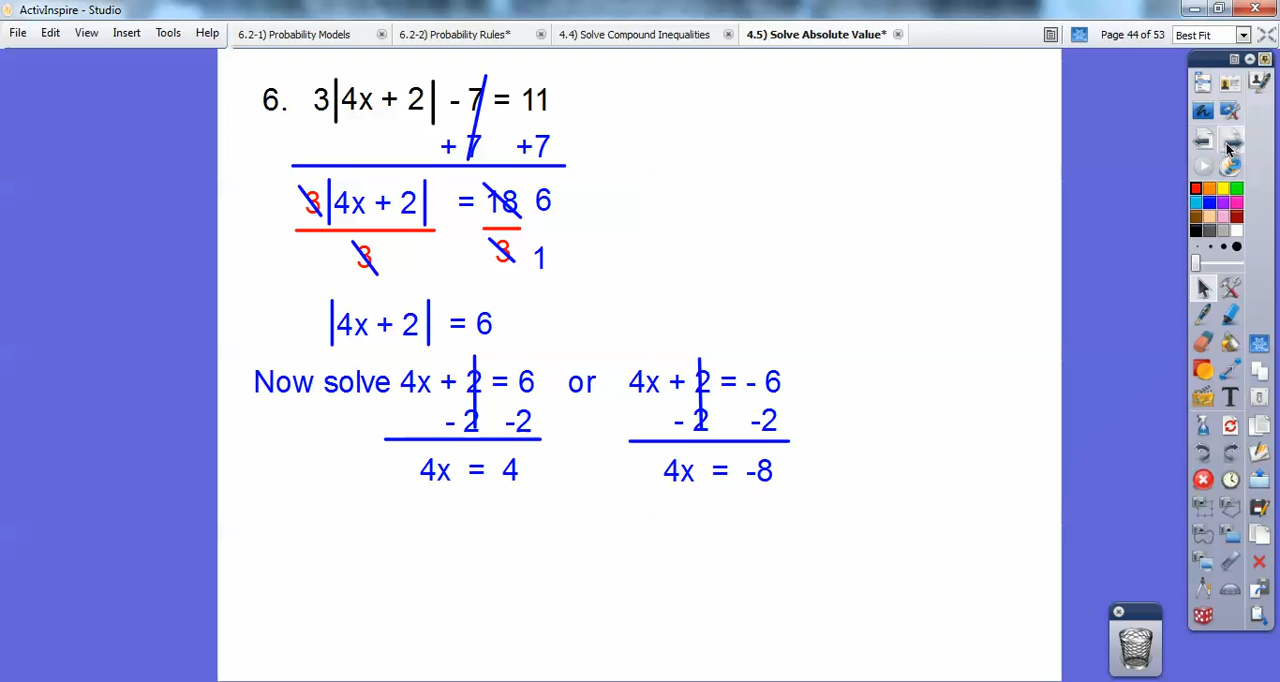 ActivInspire - Studio
File Edit View Insert Tools Help
6.2-1) Probability Models
6.2-2) Probability Rules*
4.4) Solve Compound Inequalities
4.5) Solve Absolute Value*
Page 44 of 53
Best Fit
6. 3|4x + 2| - 7 = 11
+ 7 +7
3|4x + 2| = 18 6
3 3 1
|4x + 2| = 6
Now solve 4x + 2 = 6 or 4x + 2 = - 6
- 2 -2 - 2 -2
4x = 4 4x = -8